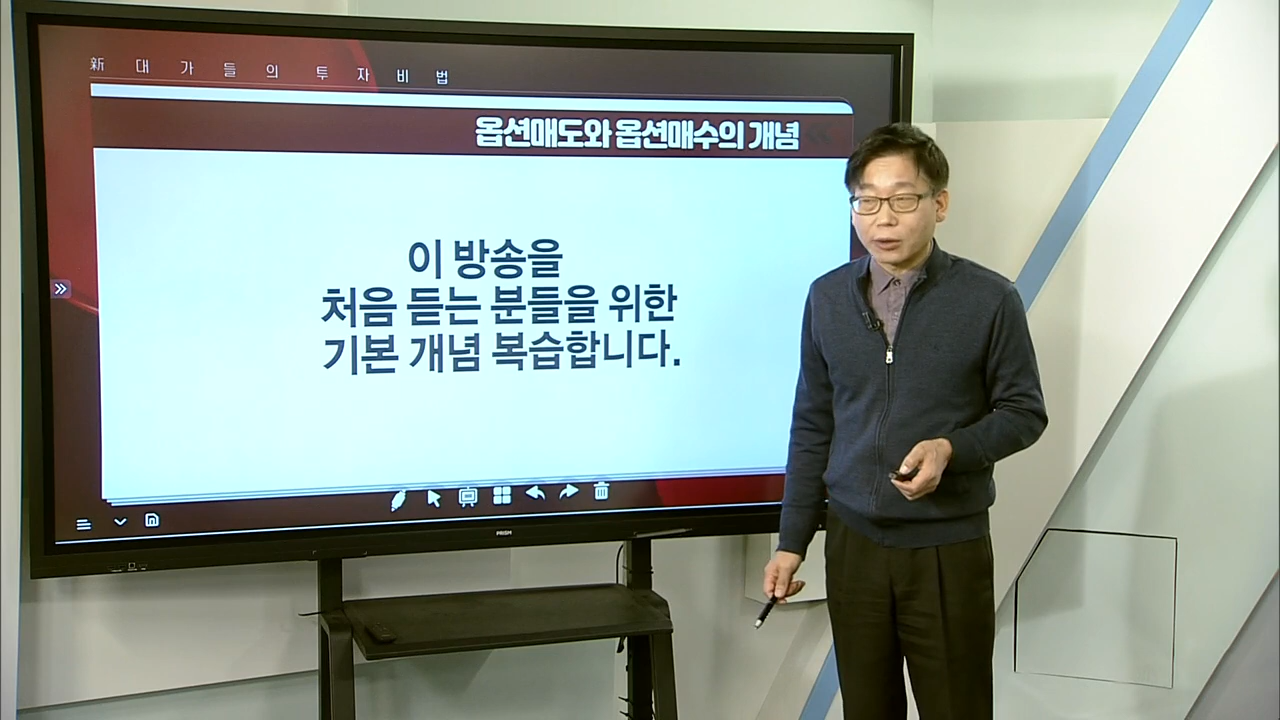 新 대 가 들 의 투 자 비 법
옵션매도와 옵션매수의 개념
이 방송을
처음 듣는 분들을 위한
기본 개념 복습합니다.
PRISM